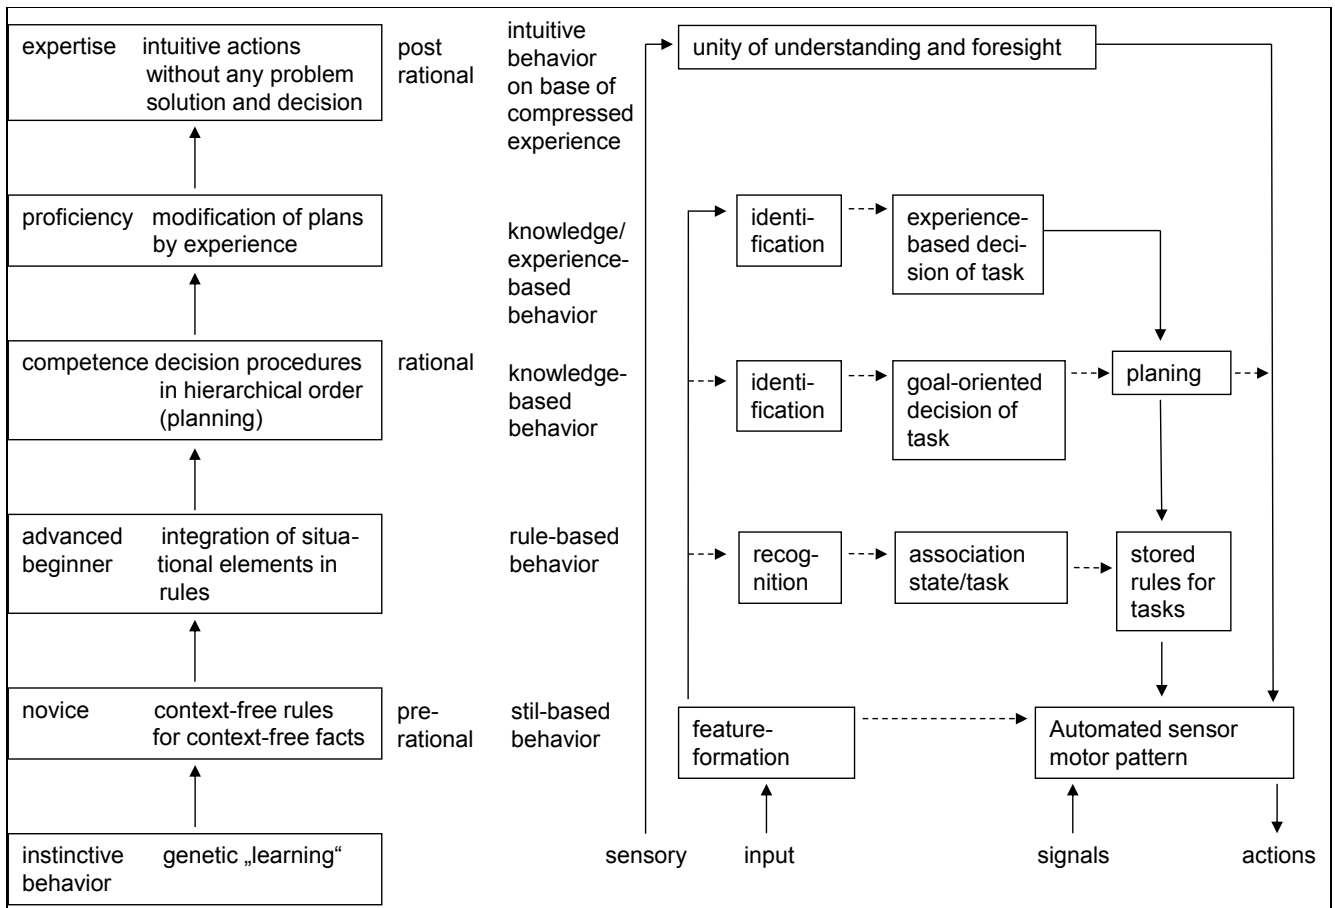 expertise intuitive actions
without any problem
solution and decision
post
rational
intuitive
behavior
on base of
compressed
experience
unity of understanding and foresight
proficiency modification of plans
by experience
knowledge/
experience-
based
behavior
identi-
fication
experience-
based deci-
sion of task
competence decision procedures
in hierarchical order
(planning)
rational
knowledge-
based
behavior
identi-
fication
goal-oriented
decision of
task
planing
advanced integration of situa-
beginner tional elements in
rules
rule-based
behavior
recog-
nition
association
state/task
stored
rules for
tasks
novice context-free rules
for context-free facts
pre-
rational
stil-based
behavior
feature-
formation
Automated sensor
motor pattern
instinctive genetic „learning“
behavior
sensory input signals actions